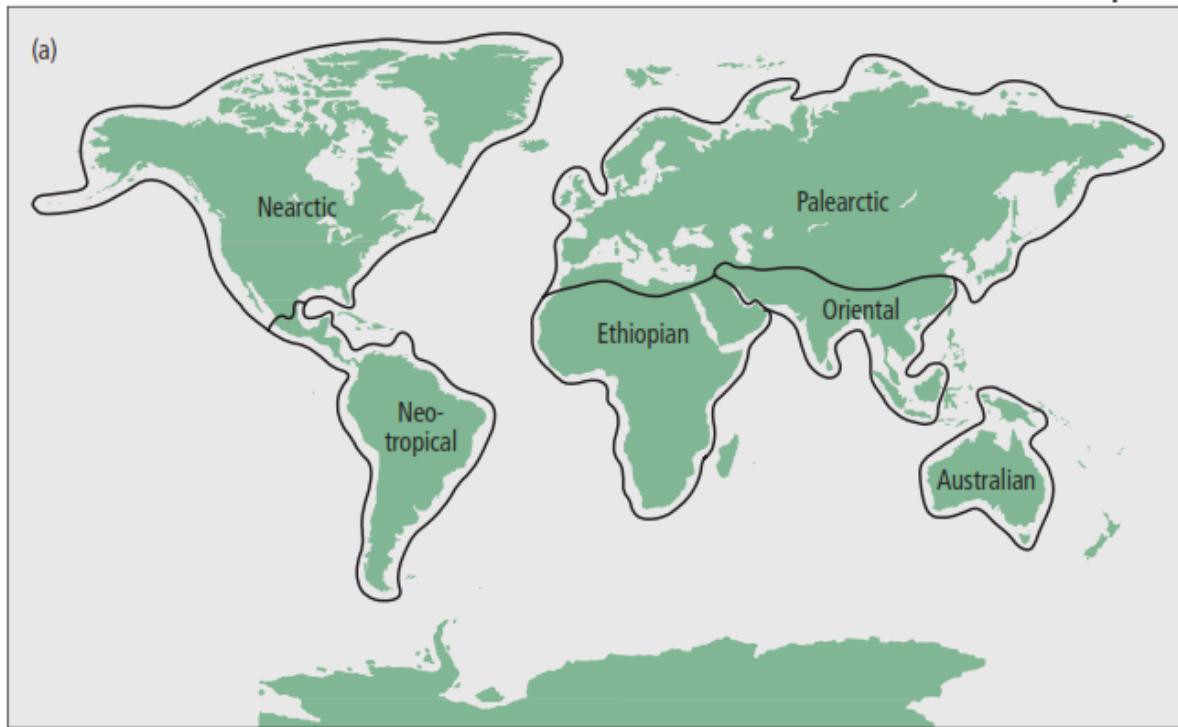 (a)
Nearctic
Palearctic
Oriental
Ethiopian
Neo-
tropical
Australian